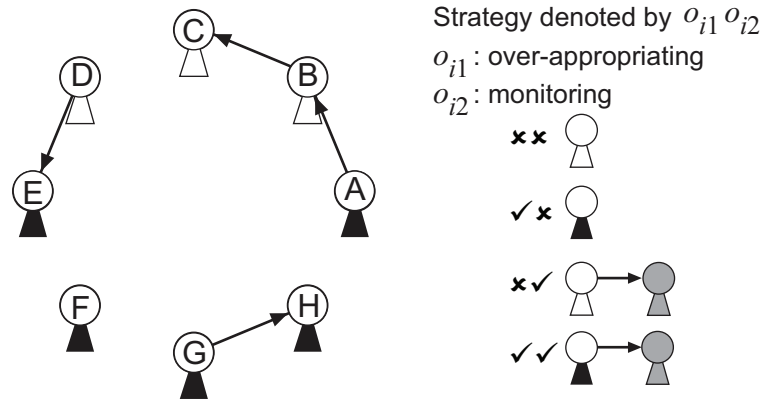 Strategy denoted by o_{i1} o_{i2}
o_{i1} : over-appropriating
o_{i2} : monitoring
C
D
B
E
A
F
H
G
✘✘
✓✘
✘✓
✓✓